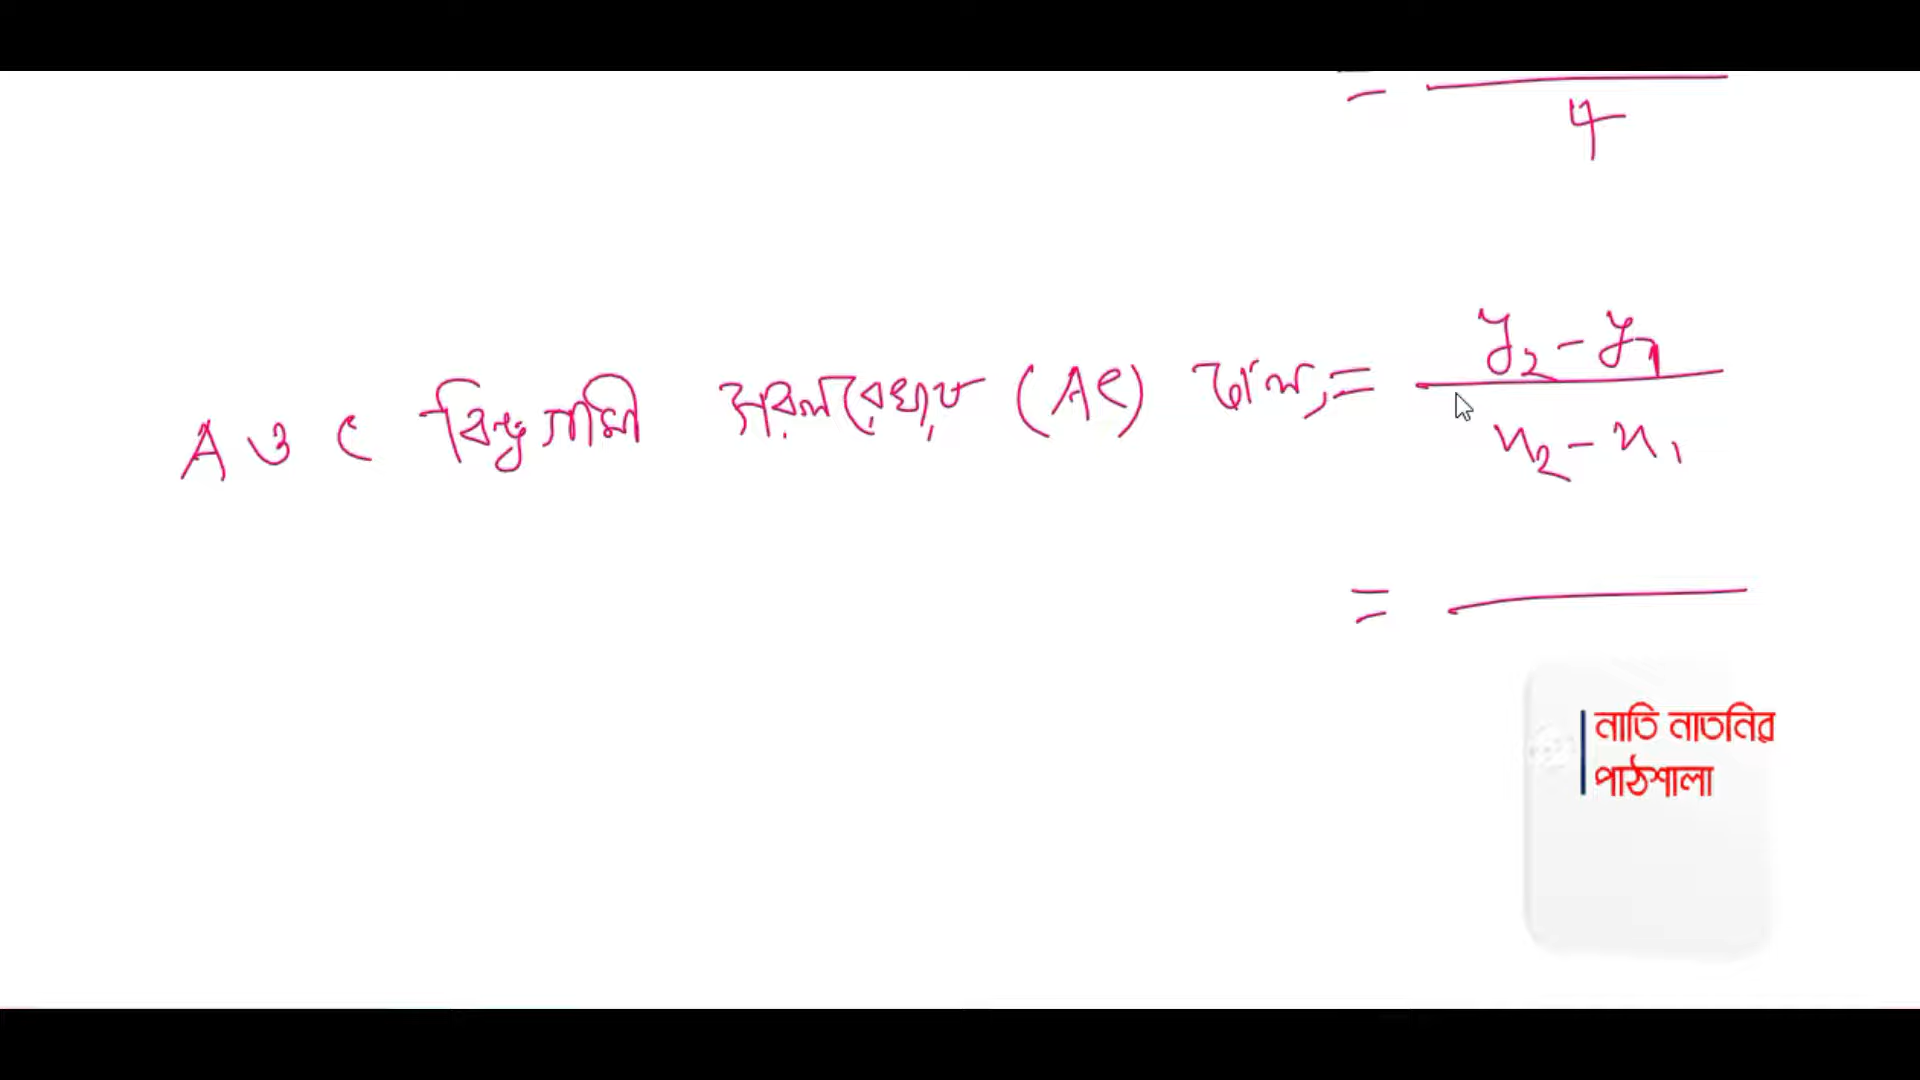 = 4
A ও C বিন্দুগামী সরলরেখার (AC) ঢাল, = y₂ - y₁ / x₂ - x₁
=
নাতি নাতনির
পাঠশালা